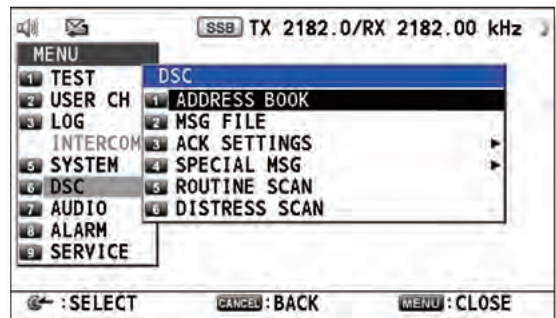 SSB TX 2182.0/RX 2182.00 kHz
MENU
1 TEST
2 USER CH
3 LOG
INTERCOM
5 SYSTEM
6 DSC
7 AUDIO
8 ALARM
9 SERVICE
DSC
1 ADDRESS BOOK
2 MSG FILE
3 ACK SETTINGS
4 SPECIAL MSG
5 ROUTINE SCAN
6 DISTRESS SCAN
:SELECT CANCEL:BACK MENU:CLOSE